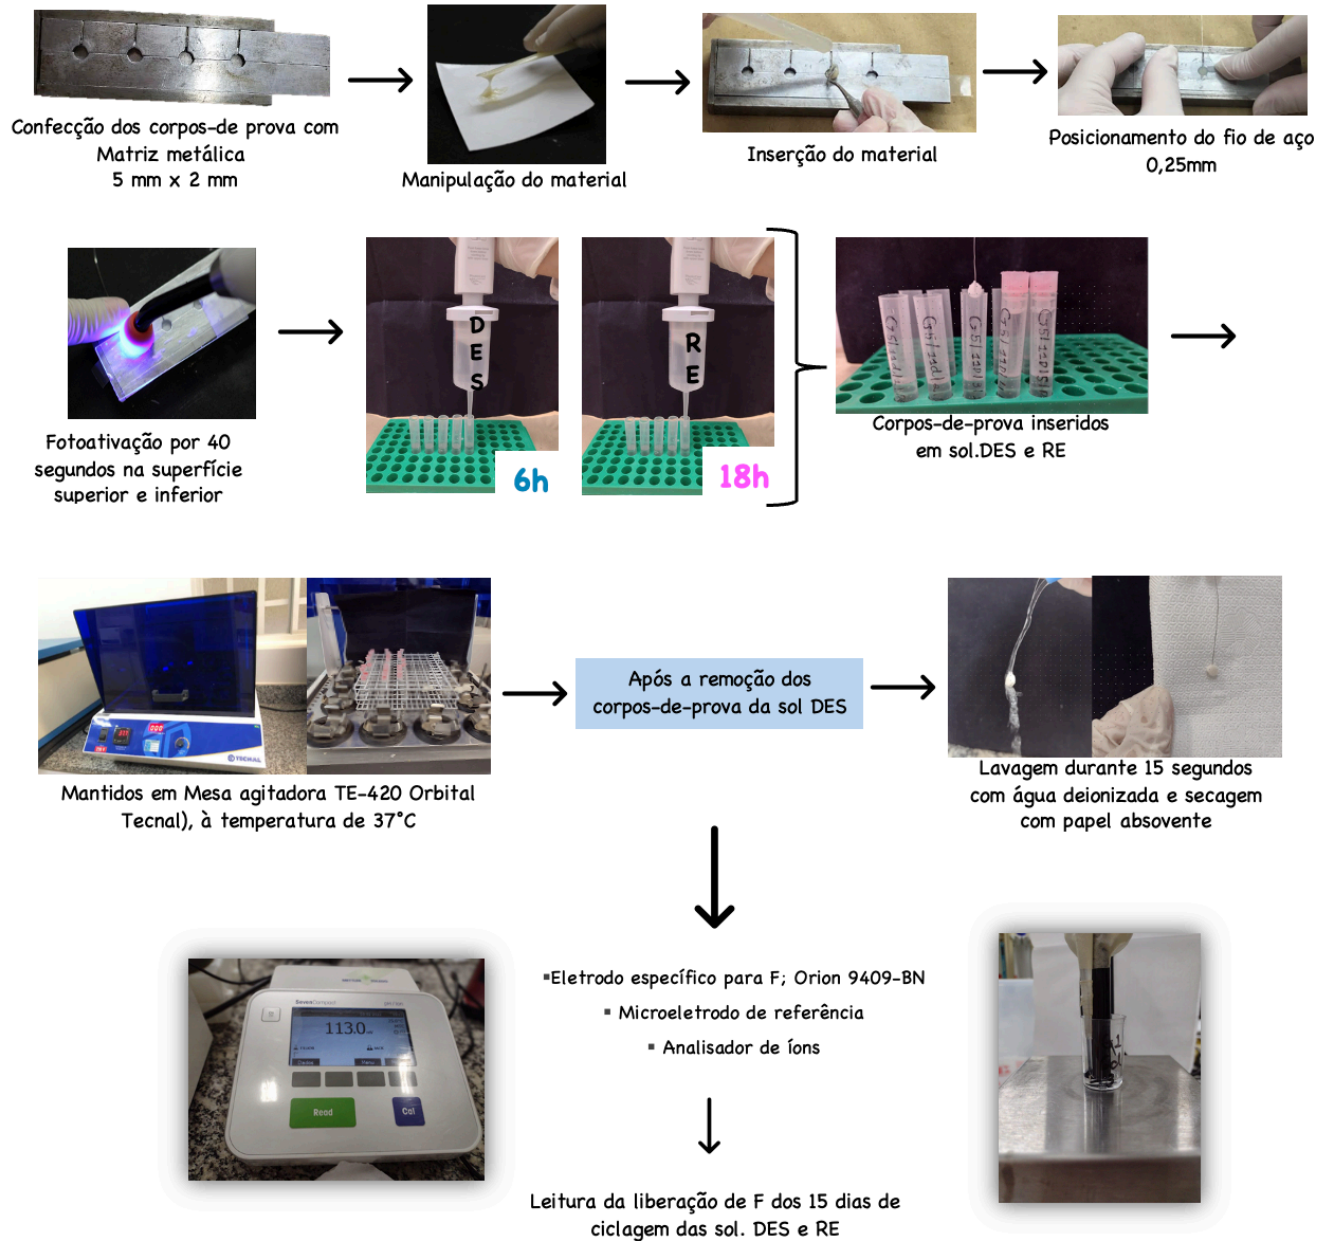 Confecção dos corpos-de prova com
Matriz metálica
5 mm x 2 mm
Manipulação do material
Inserção do material
Posicionamento do fio de aço
0,25mm
Fotoativação por 40
segundos na superfície
superior e inferior
DES
6h
RE
18h
Corpos-de-prova inseridos
em sol.DES e RE
TECNAL
Mantidos em Mesa agitadora TE-420 Orbital
Tecnal), à temperatura de 37°C
Após a remoção dos
corpos-de-prova da sol DES
Lavagem durante 15 segundos
com água deionizada e secagem
com papel absovente
SevenCompact
113.0
Read
Cal
▪Eletrodo específico para F; Orion 9409-BN
▪ Microeletrodo de referência
▪ Analisador de íons
Leitura da liberação de F dos 15 dias de
ciclagem das sol. DES e RE